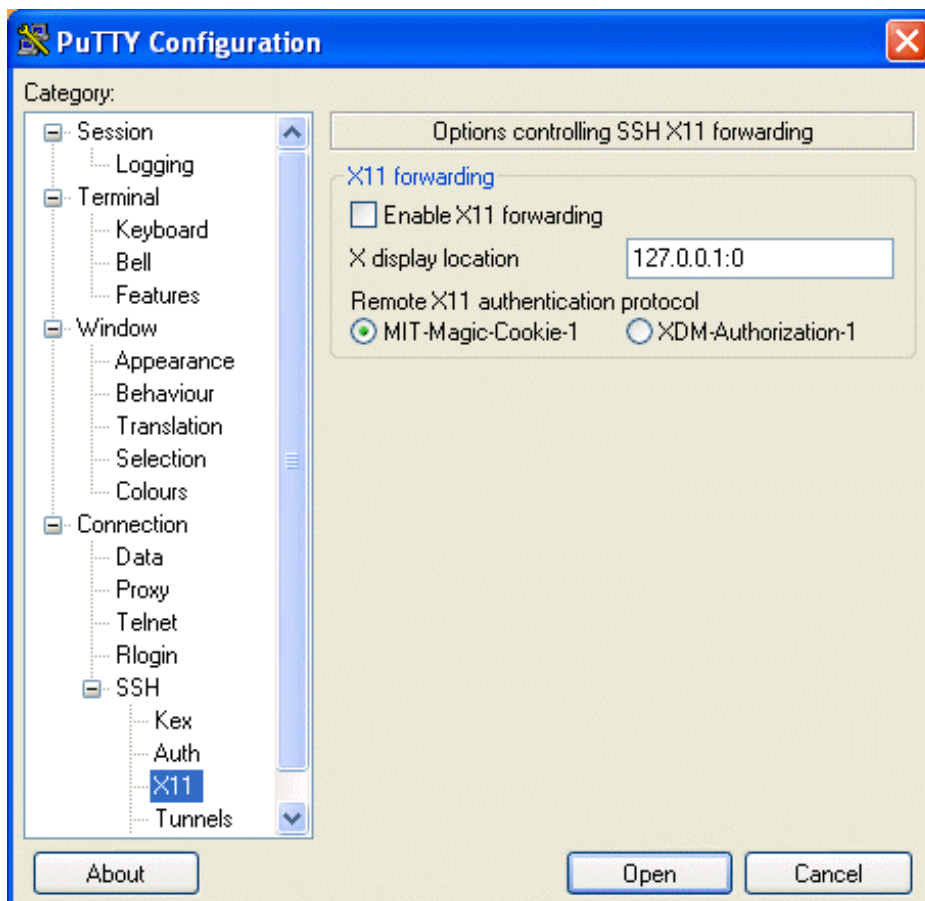 PuTTY Configuration
Category:
Session
Logging
Terminal
Keyboard
Bell
Features
Window
Appearance
Behaviour
Translation
Selection
Colours
Connection
Data
Proxy
Telnet
Rlogin
SSH
Kex
Auth
X11
Tunnels
Options controlling SSH X11 forwarding
X11 forwarding
Enable X11 forwarding
X display location 127.0.0.1:0
Remote X11 authentication protocol
MIT-Magic-Cookie-1 XDM-Authorization-1
About Open Cancel